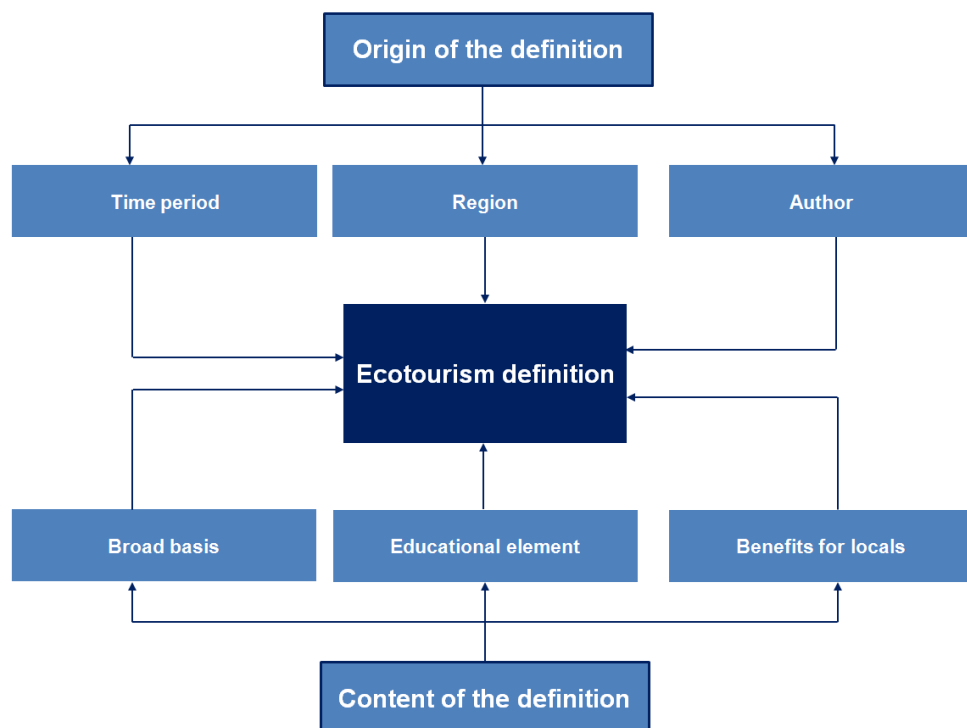 Origin of the definition
Time period
Region
Author
Ecotourism definition
Broad basis
Educational element
Benefits for locals
Content of the definition